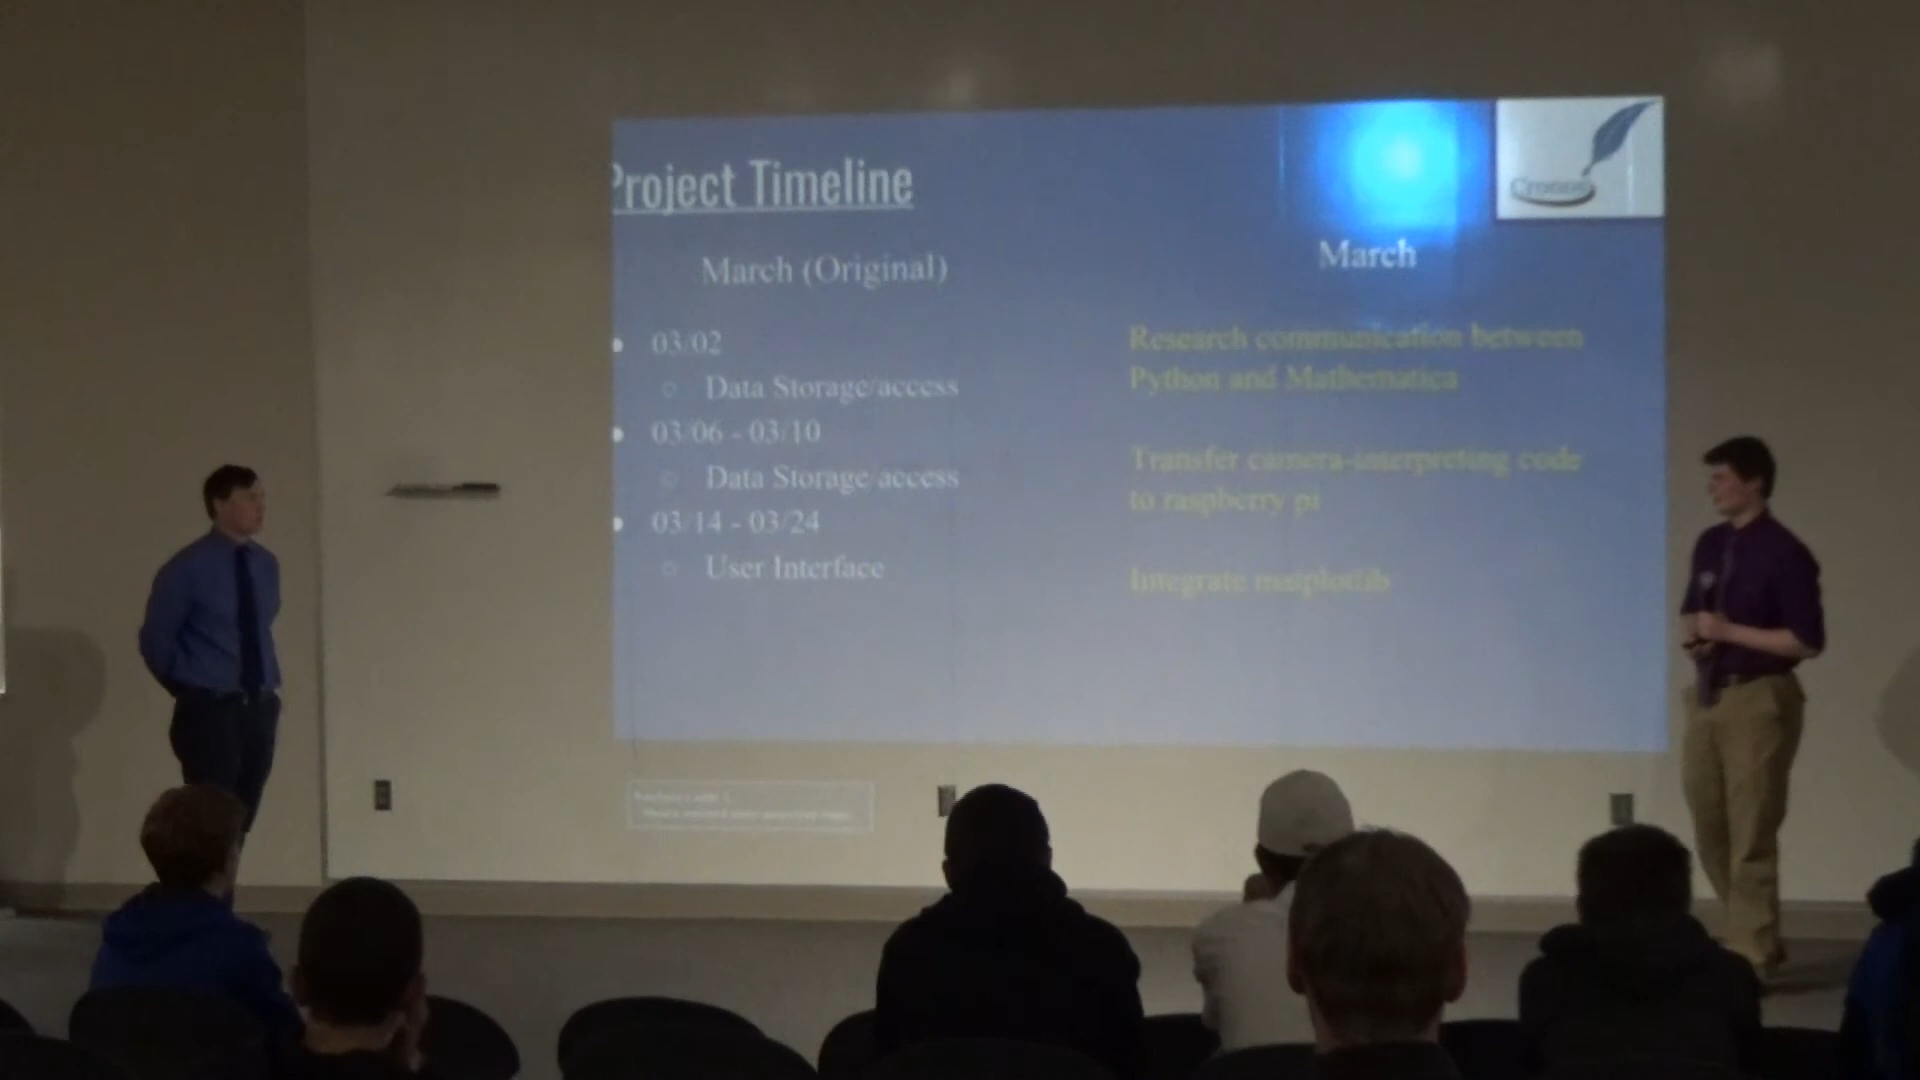 Project Timeline
March (Original)
03/02
Data Storage/access
03/06 - 03/10
Data Storage/access
03/14 - 03/24
User Interface
March
Research communication between
Python and Mathematica
Transfer camera-interpreting code
to raspberry pi
Integrate matplotlib